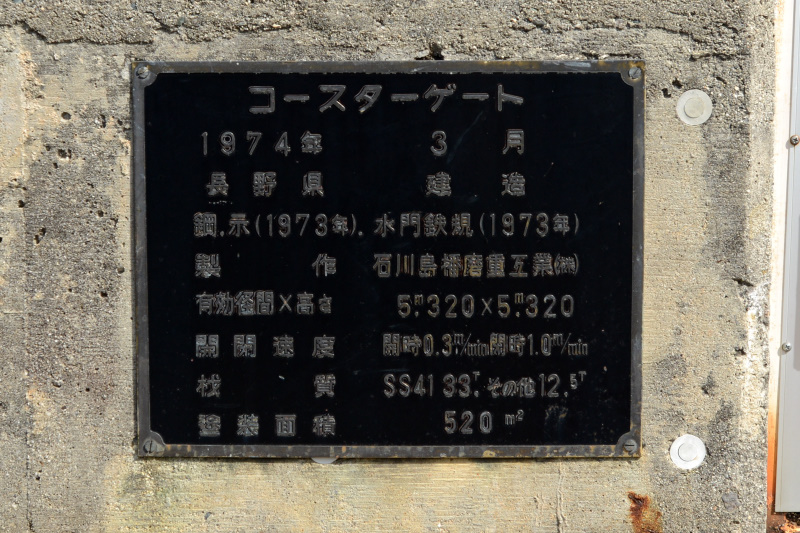 コースターゲート
1974年 3月
長野県 建造
鋼.示(1973年). 水門鉄規(1973年)
製作 石川島播磨重工業㈱
有効径間×高さ 5.m320×5.m320
開閉速度 開時0.3m/min閉時1.0m/min
材質 SS41 33.T その他12.5T
塗装面積 520m²